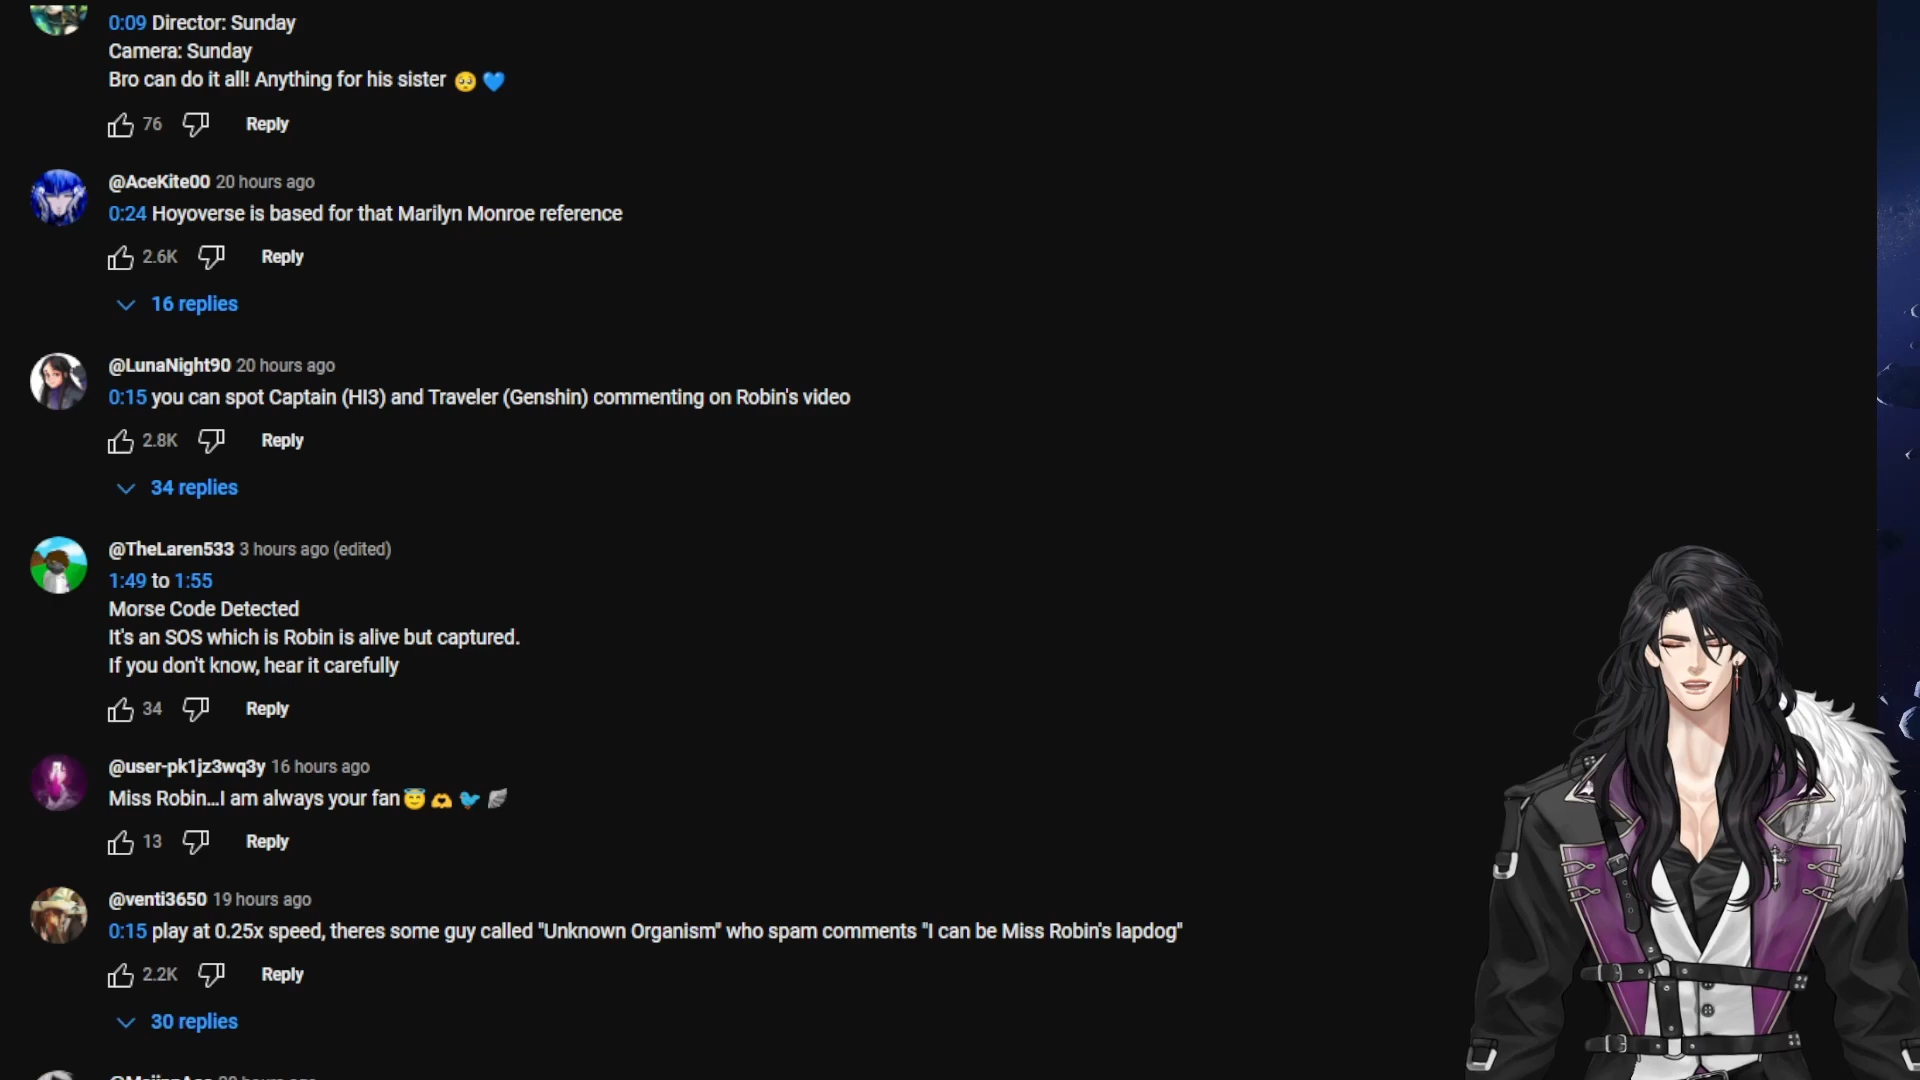 0:09 Director: Sunday
Camera: Sunday
Bro can do it all! Anything for his sister 🥺 💙
76 Reply
@AceKite00 20 hours ago
0:24 Hoyoverse is based for that Marilyn Monroe reference
2.6K Reply
16 replies
@LunaNight90 20 hours ago
0:15 you can spot Captain (HI3) and Traveler (Genshin) commenting on Robin's video
2.8K Reply
34 replies
@TheLaren533 3 hours ago (edited)
1:49 to 1:55
Morse Code Detected
It's an SOS which is Robin is alive but captured.
If you don't know, hear it carefully
34 Reply
@user-pk1jz3wq3y 16 hours ago
Miss Robin...I am always your fan😇 🫶 🐦 🪽
13 Reply
@venti3650 19 hours ago
0:15 play at 0.25x speed, theres some guy called "Unknown Organism" who spam comments "I can be Miss Robin's lapdog"
2.2K Reply
30 replies